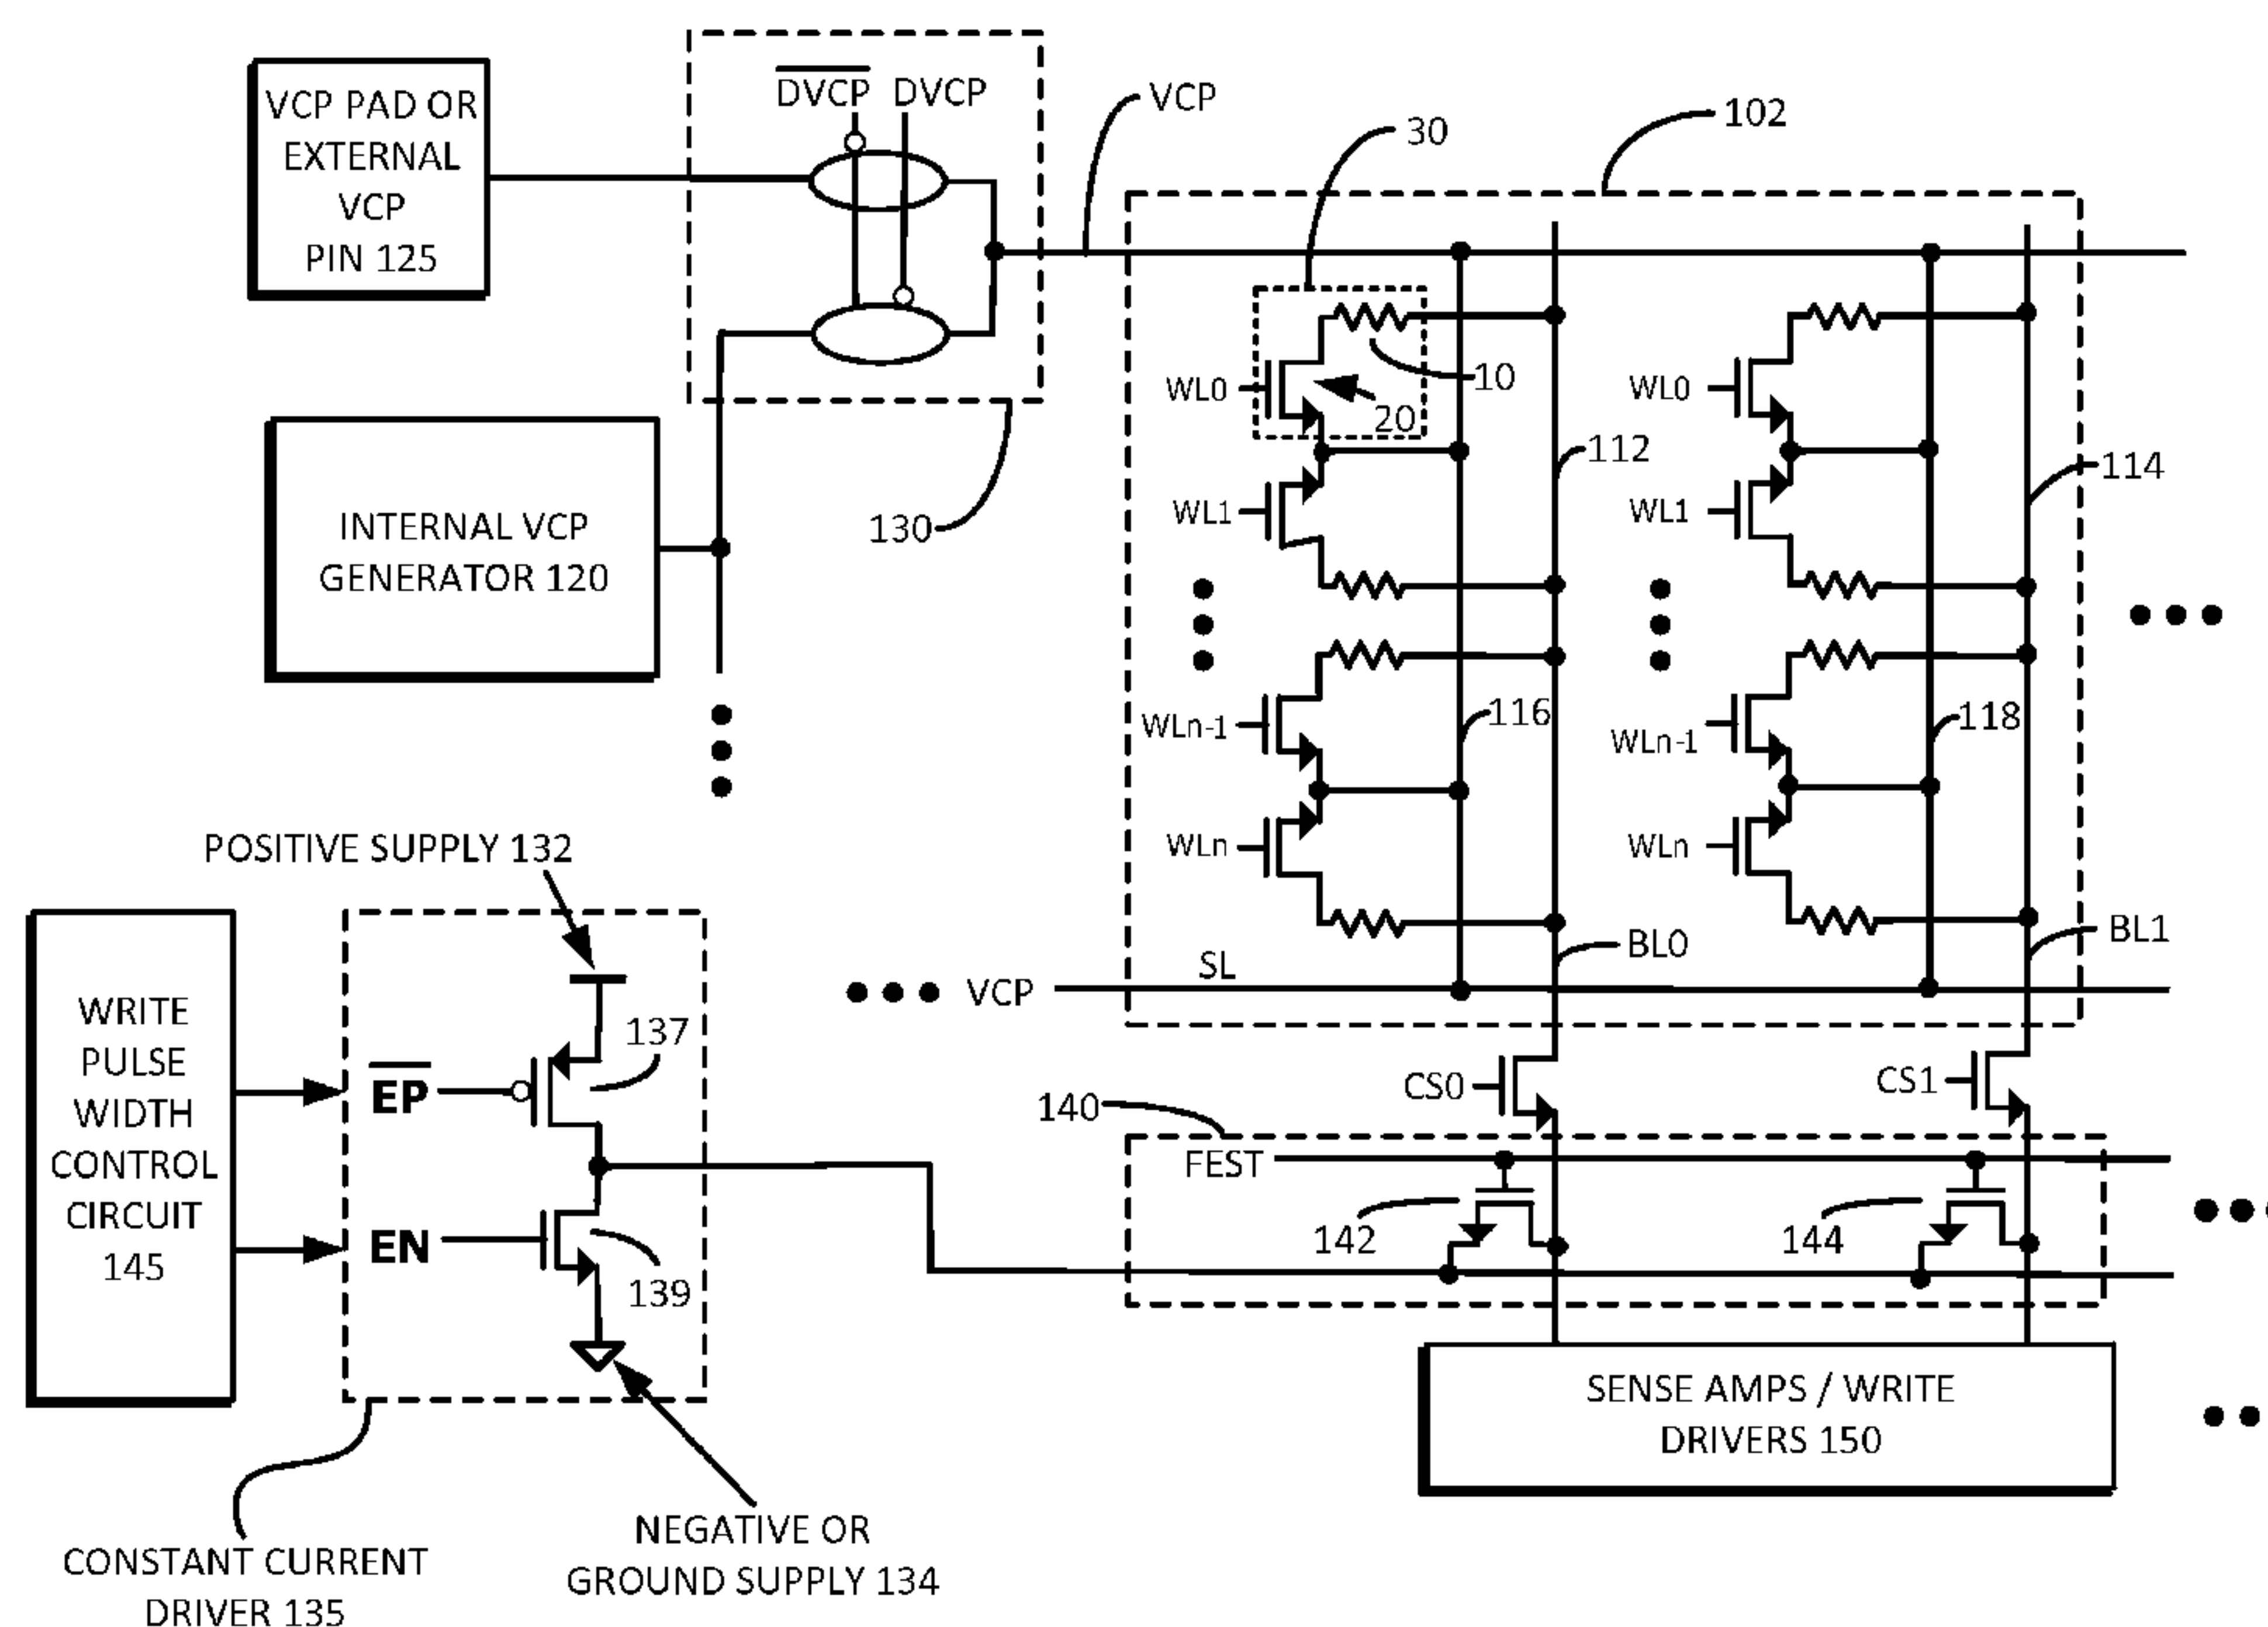 DVCP DVCP
VCP PAD OR
EXTERNAL
VCP
PIN 125
VCP
102
30
10
WL0
20
WL0
112
114
WL1
WL1
130
INTERNAL VCP
GENERATOR 120
WLn-1
116
WLn-1
118
WLn
WLn
POSITIVE SUPPLY 132
BL0
BL1
SL
VCP
WRITE
PULSE
WIDTH
CONTROL
CIRCUIT
145
137
EP
EN
139
CS0
CS1
140
FEST
142
144
SENSE AMPS / WRITE
DRIVERS 150
NEGATIVE OR
GROUND SUPPLY 134
CONSTANT CURRENT
DRIVER 135